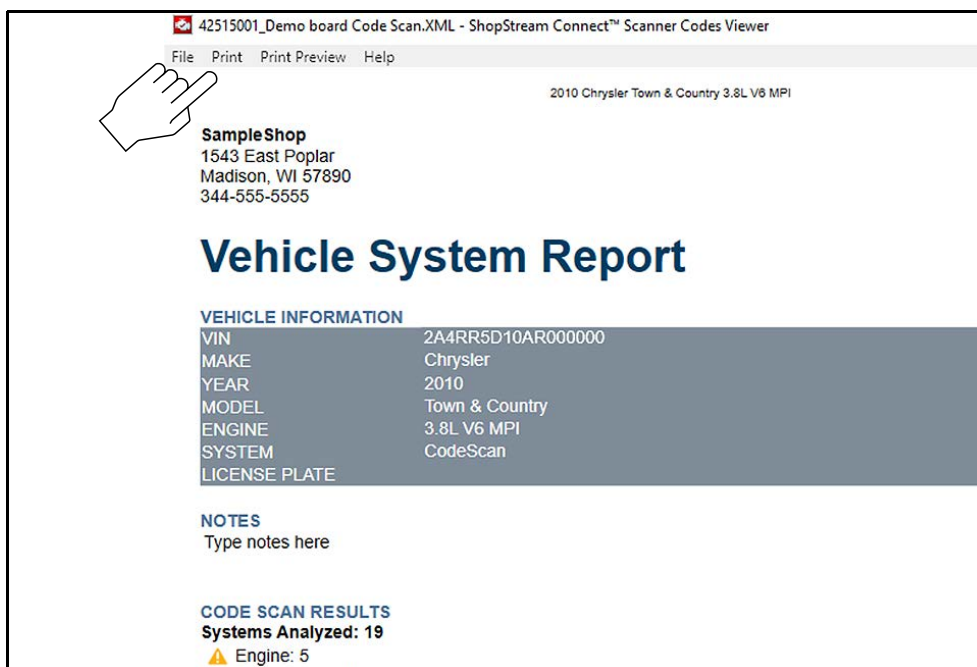 42515001_Demo board Code Scan.XML - ShopStream Connect™ Scanner Codes Viewer
File Print Print Preview Help
2010 Chrysler Town & Country 3.8L V6 MPI
SampleShop
1543 East Poplar
Madison, WI 57890
344-555-5555
Vehicle System Report
VEHICLE INFORMATION
VIN 2A4RR5D10AR000000
MAKE Chrysler
YEAR 2010
MODEL Town & Country
ENGINE 3.8L V6 MPI
SYSTEM CodeScan
LICENSE PLATE
NOTES
Type notes here
CODE SCAN RESULTS
Systems Analyzed: 19
Engine: 5